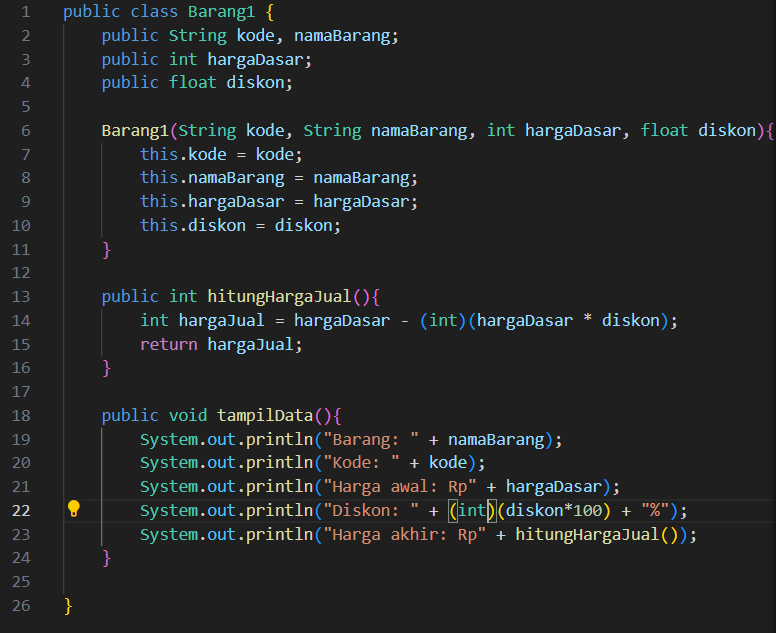 1 public class Barang1 {
2 public String kode, namaBarang;
3 public int hargaDasar;
4 public float diskon;
5
6 Barang1(String kode, String namaBarang, int hargaDasar, float diskon){
7 this.kode = kode;
8 this.namaBarang = namaBarang;
9 this.hargaDasar = hargaDasar;
10 this.diskon = diskon;
11 }
12
13 public int hitungHargaJual(){
14 int hargaJual = hargaDasar - (int)(hargaDasar * diskon);
15 return hargaJual;
16 }
17
18 public void tampilData(){
19 System.out.println("Barang: " + namaBarang);
20 System.out.println("Kode: " + kode);
21 System.out.println("Harga awal: Rp" + hargaDasar);
22 System.out.println("Diskon: " + (int)(diskon*100) + "%");
23 System.out.println("Harga akhir: Rp" + hitungHargaJual());
24 }
25
26 }